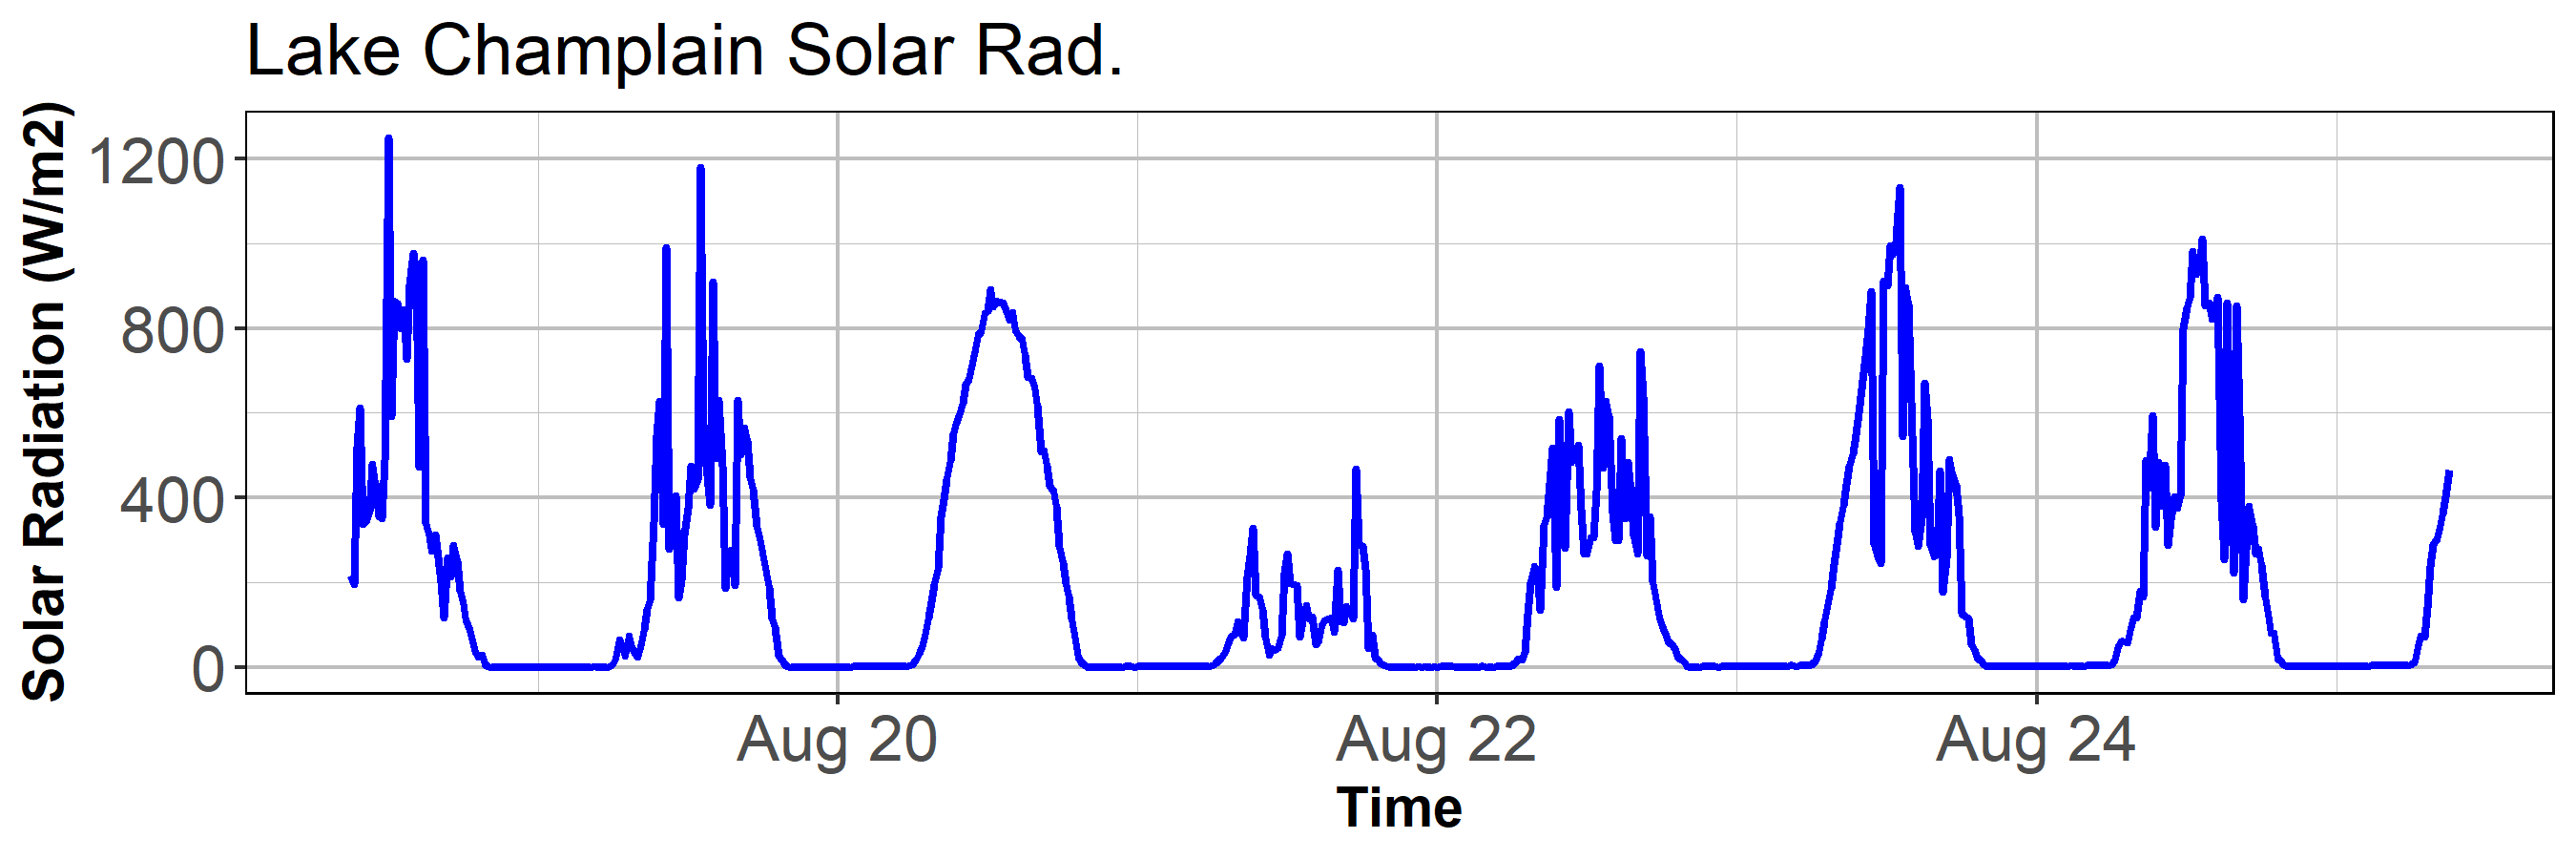 Lake Champlain Solar Rad.
Solar Radiation (W/m2)
1200
800
400
0
Aug 20 Aug 22 Aug 24
Time